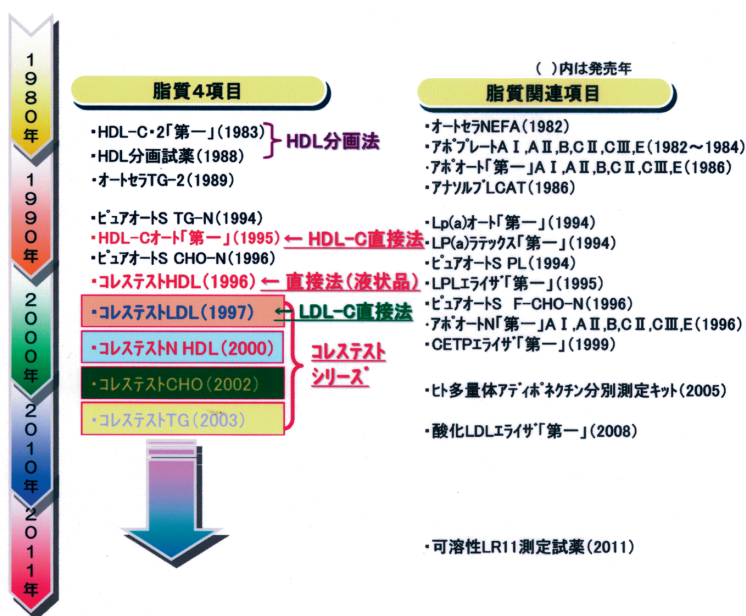 1980年
1990年
2000年
2010年
2011年
脂質4項目
・HDL-C・2「第一」(1983)
・HDL分画試薬(1988)
HDL分画法
・オートセラTG-2(1989)
・ピュアオートS TG-N(1994)
・HDL-Cオート「第一」(1995)
← HDL-C直接法
・ピュアオートS CHO-N(1996)
・コレステストHDL(1996)
← 直接法(液状品)
・コレステストLDL(1997)
← LDL-C直接法
・コレステストN HDL(2000)
・コレステストCHO(2002)
・コレステストTG(2003)
コレステスト
シリーズ
( )内は発売年
脂質関連項目
・オートセラNEFA(1982)
・アポプレートAⅠ,AⅡ,B,CⅡ,CⅢ,E(1982~1984)
・アポオート「第一」AⅠ,AⅡ,B,CⅡ,CⅢ,E(1986)
・アナソルブLCAT(1986)
・Lp(a)オート「第一」(1994)
・LP(a)ラテックス「第一」(1994)
・ピュアオートS PL(1994)
・LPLエライザ「第一」(1995)
・ピュアオートS F-CHO-N(1996)
・アポオートN「第一」AⅠ,AⅡ,B,CⅡ,CⅢ,E(1996)
・CETPエライザ「第一」(1999)
・ヒト多量体アディポネクチン分別測定キット(2005)
・酸化LDLエライザ「第一」(2008)
・可溶性LR11測定試薬(2011)